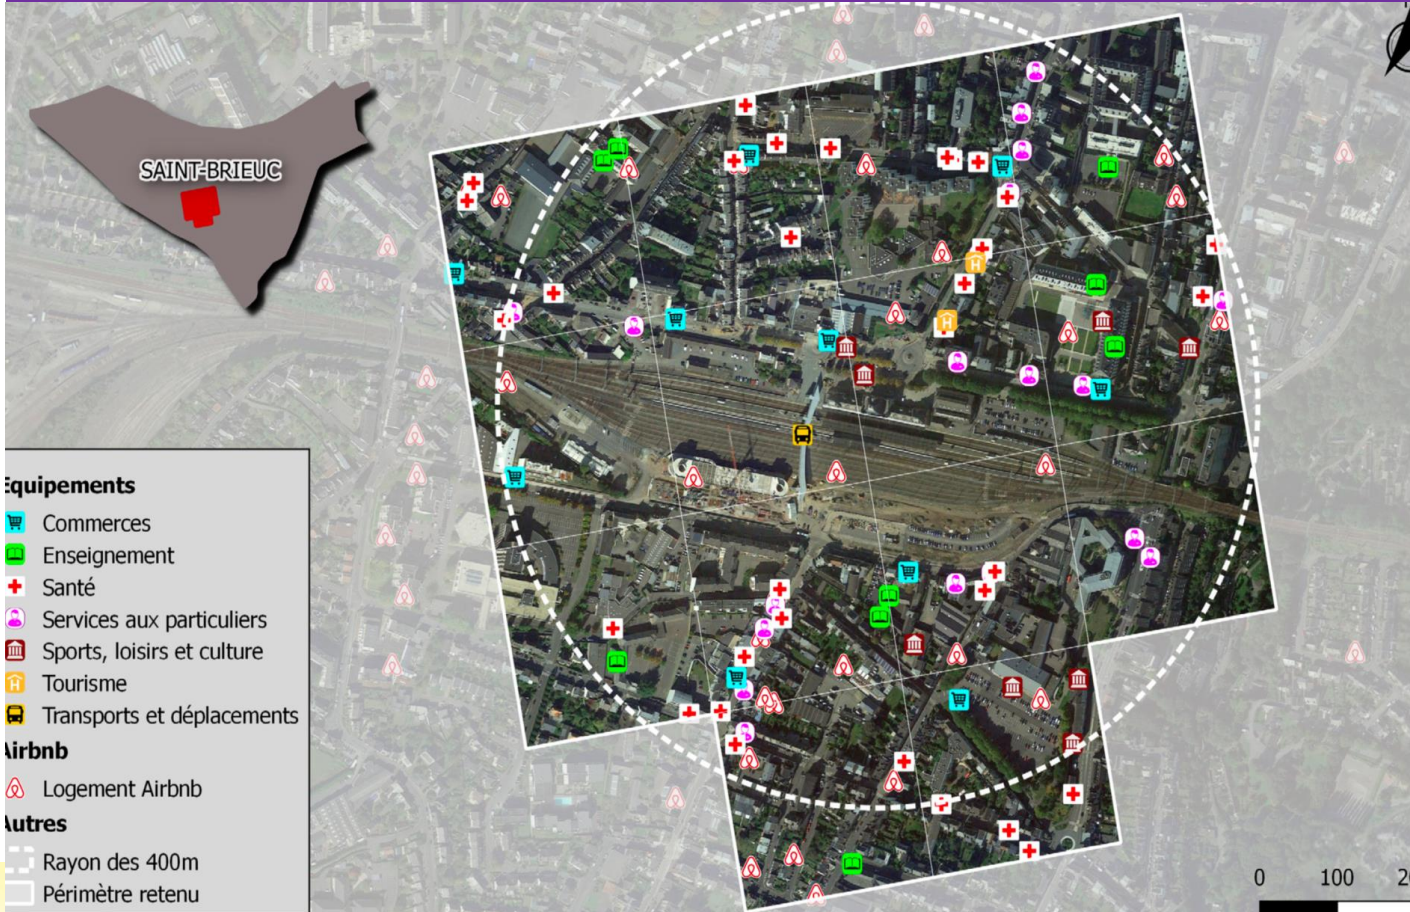 SAINT-BRIEUC
Equipements
Commerces
Enseignement
Santé
Services aux particuliers
Sports, loisirs et culture
Tourisme
Transports et déplacements
Airbnb
Logement Airbnb
Autres
Rayon des 400m
Périmètre retenu
0 100